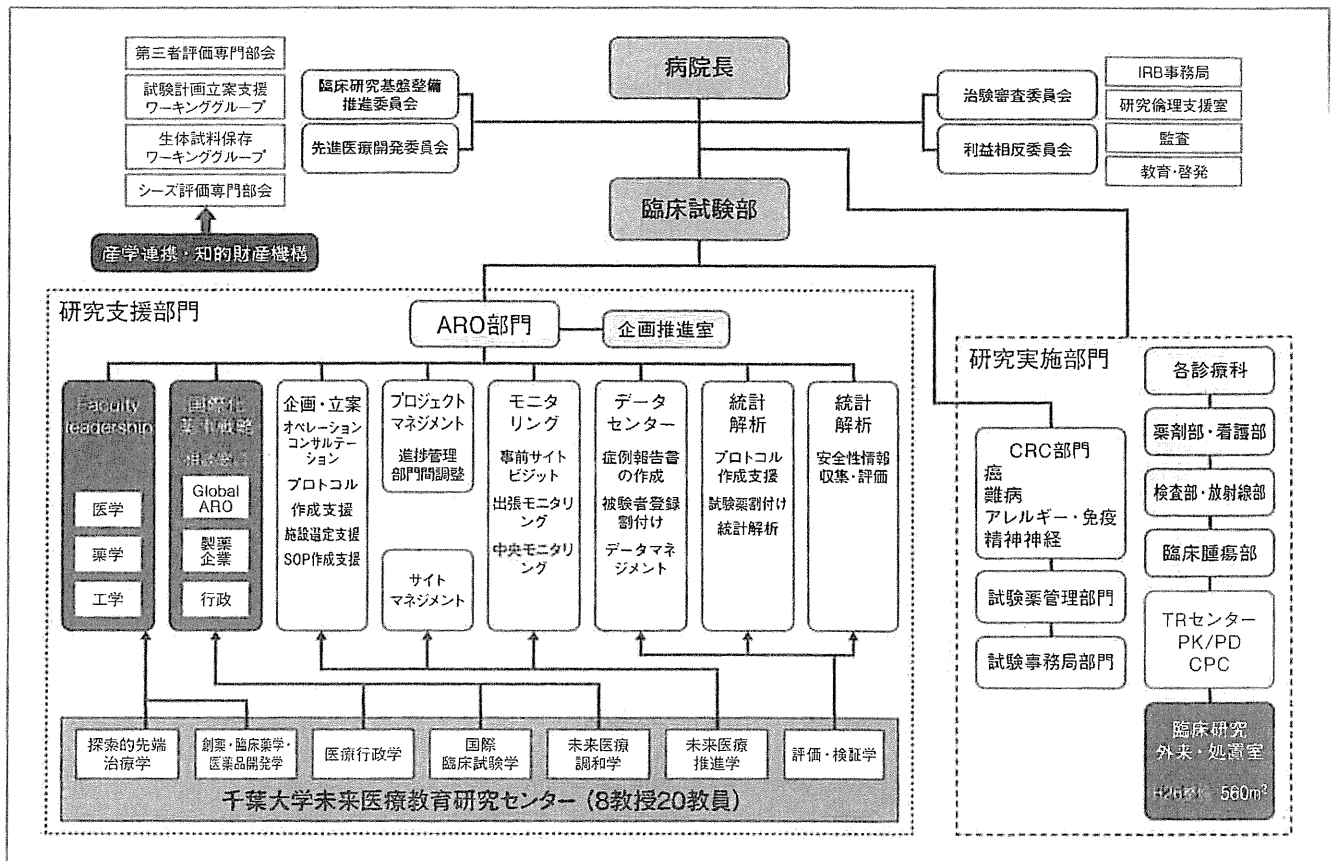 第三者評価専門部会
試験計画立案支援
ワーキンググループ
生体試料保存
ワーキンググループ
シーズ評価専門部会
産学連携・知的財産機構
臨床研究基盤整備
推進委員会
先進医療開発委員会
病院長
治験審査委員会
利益相反委員会
IRB事務局
研究倫理支援室
監査
教育・啓発
臨床試験部
研究支援部門
ARO部門
企画推進室
Faculty
leadership
医学
薬学
工学
Global
ARO
製薬
企業
行政
企画・立案
オペレーション
コンサルテー
ション
プロトコル
作成支援
施設選定支援
SOP作成支援
プロジェクト
マネジメント
進捗管理
部門間調整
サイト
マネジメント
モニタ
リング
事前サイト
ビジット
出張モニタ
リング
中央モニタリ
ング
データ
センター
症例報告書
の作成
被験者登録
割付け
データマネ
ジメント
統計
解析
プロトコル
作成支援
試験薬割付け
統計解析
統計
解析
安全性情報
収集・評価
探索的先端
治療学
創薬・臨床薬学・
医薬品開発学
医療行政学
国際
臨床試験学
未来医療
調和学
未来医療
推進学
評価・検証学
千葉大学未来医療教育研究センター (8教授20教員)
研究実施部門
CRC部門
癌
難病
アレルギー・免疫
精神神経
試験薬管理部門
試験事務局部門
各診療科
薬剤部・看護部
検査部・放射線部
臨床腫瘍部
TRセンター
PK/PD
CPC
臨床研究
外来・処置室
560m²